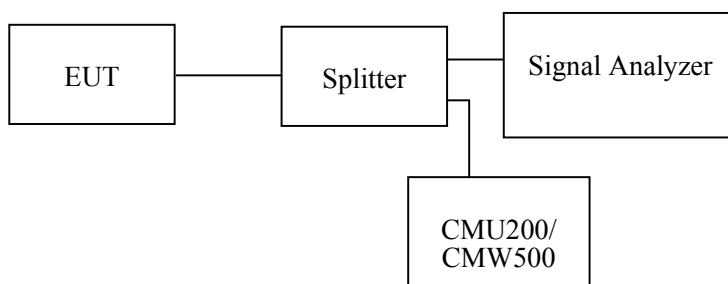 EUT
Splitter
Signal Analyzer
CMU200/
CMW500